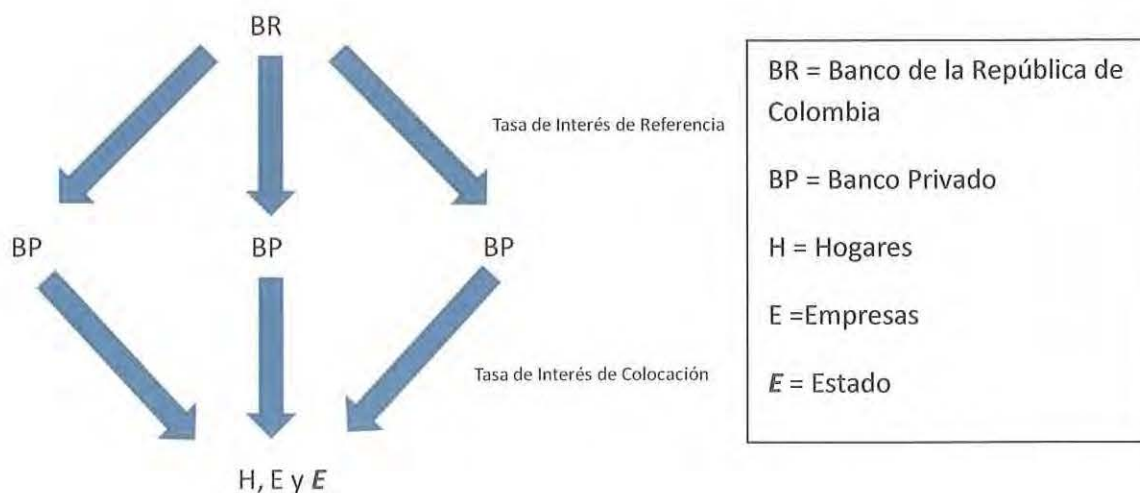 BR
Tasa de Interés de Referencia
BP BP BP
Tasa de Interés de Colocación
H, E y E
BR = Banco de la República de
Colombia
BP = Banco Privado
H = Hogares
E =Empresas
E = Estado